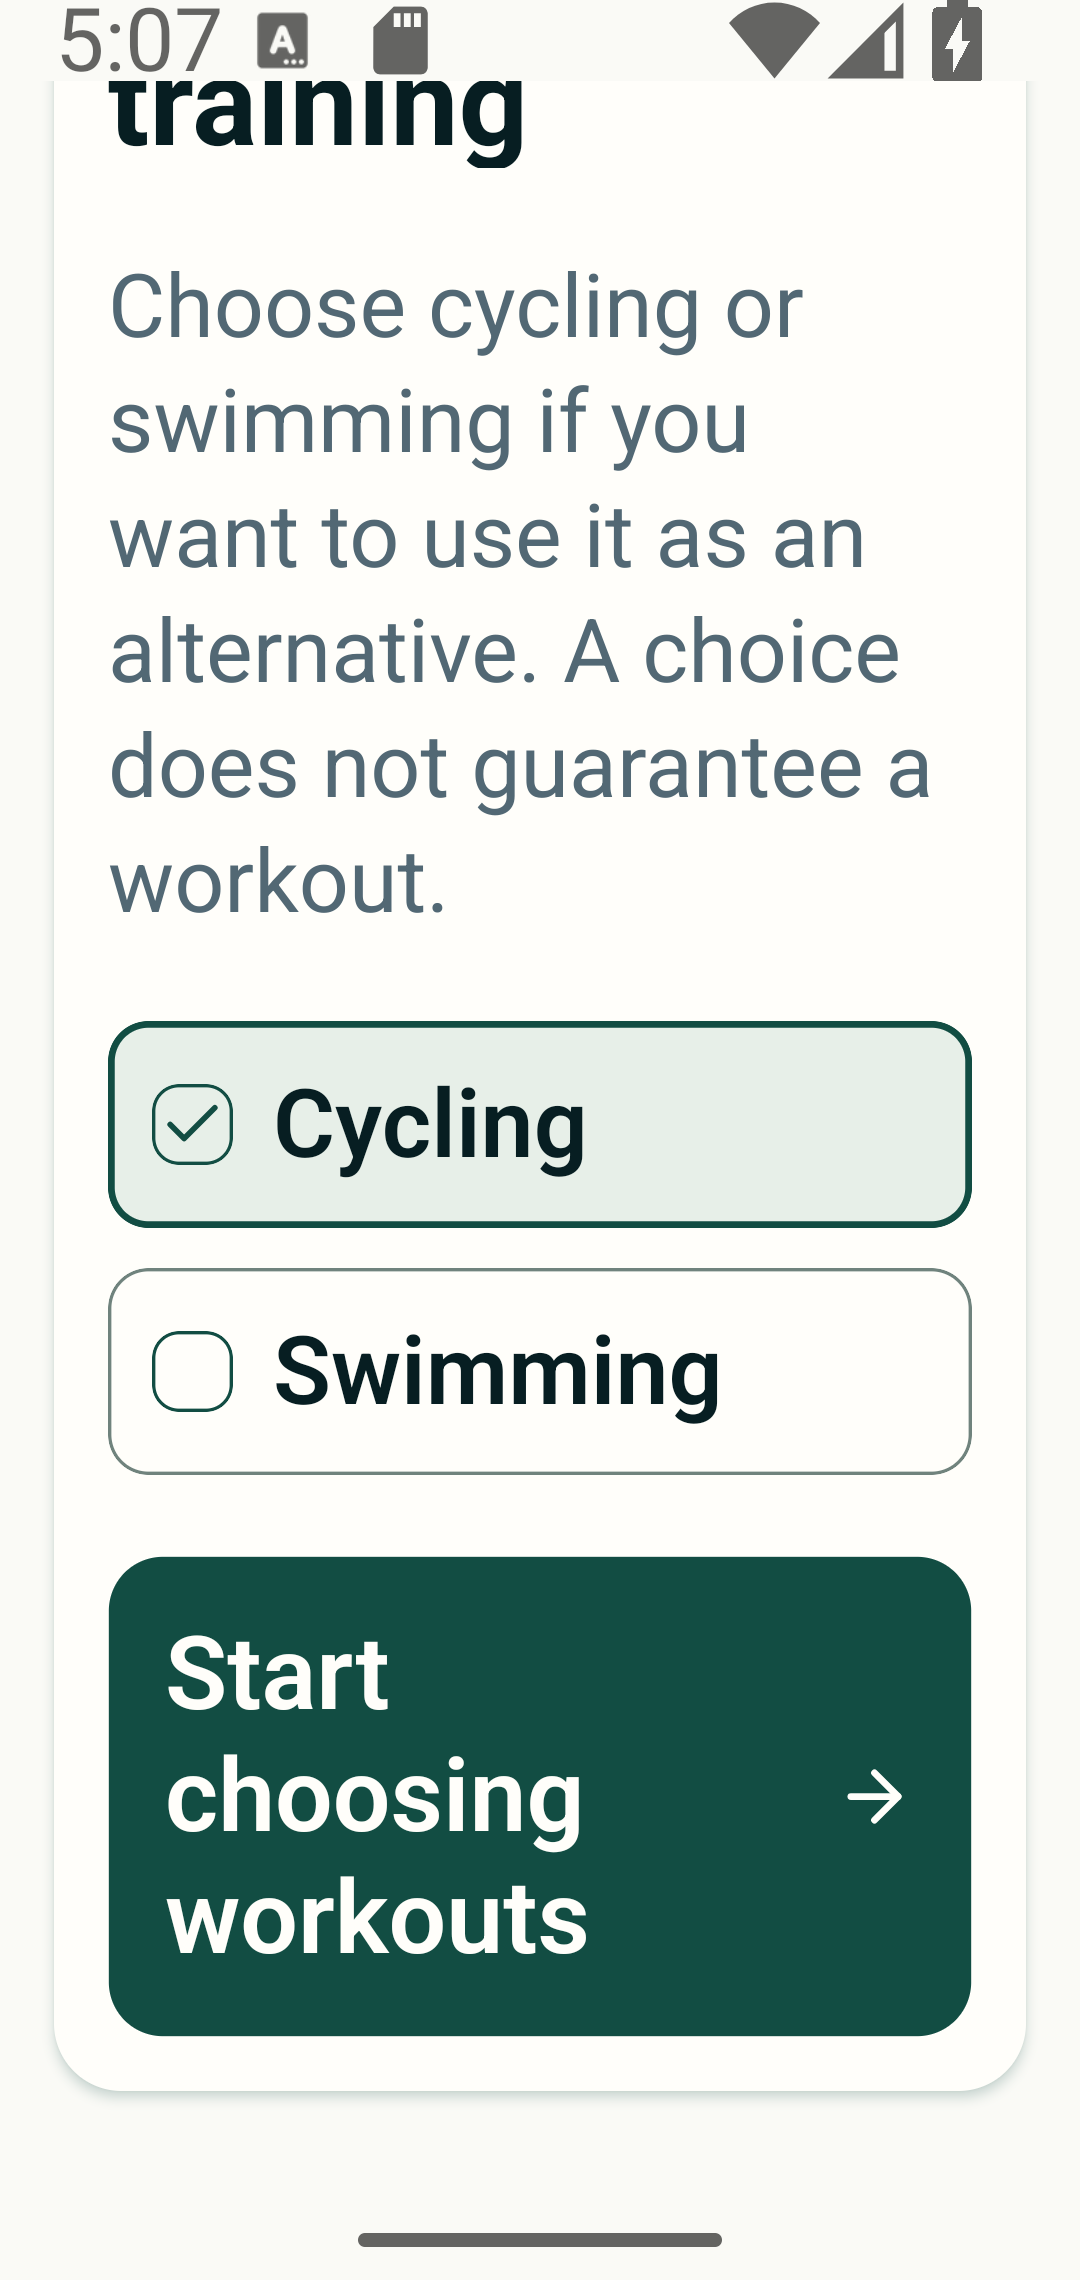 5:07
training
Choose cycling or
swimming if you
want to use it as an
alternative. A choice
does not guarantee a
workout.
Cycling
Swimming
Start
choosing
workouts